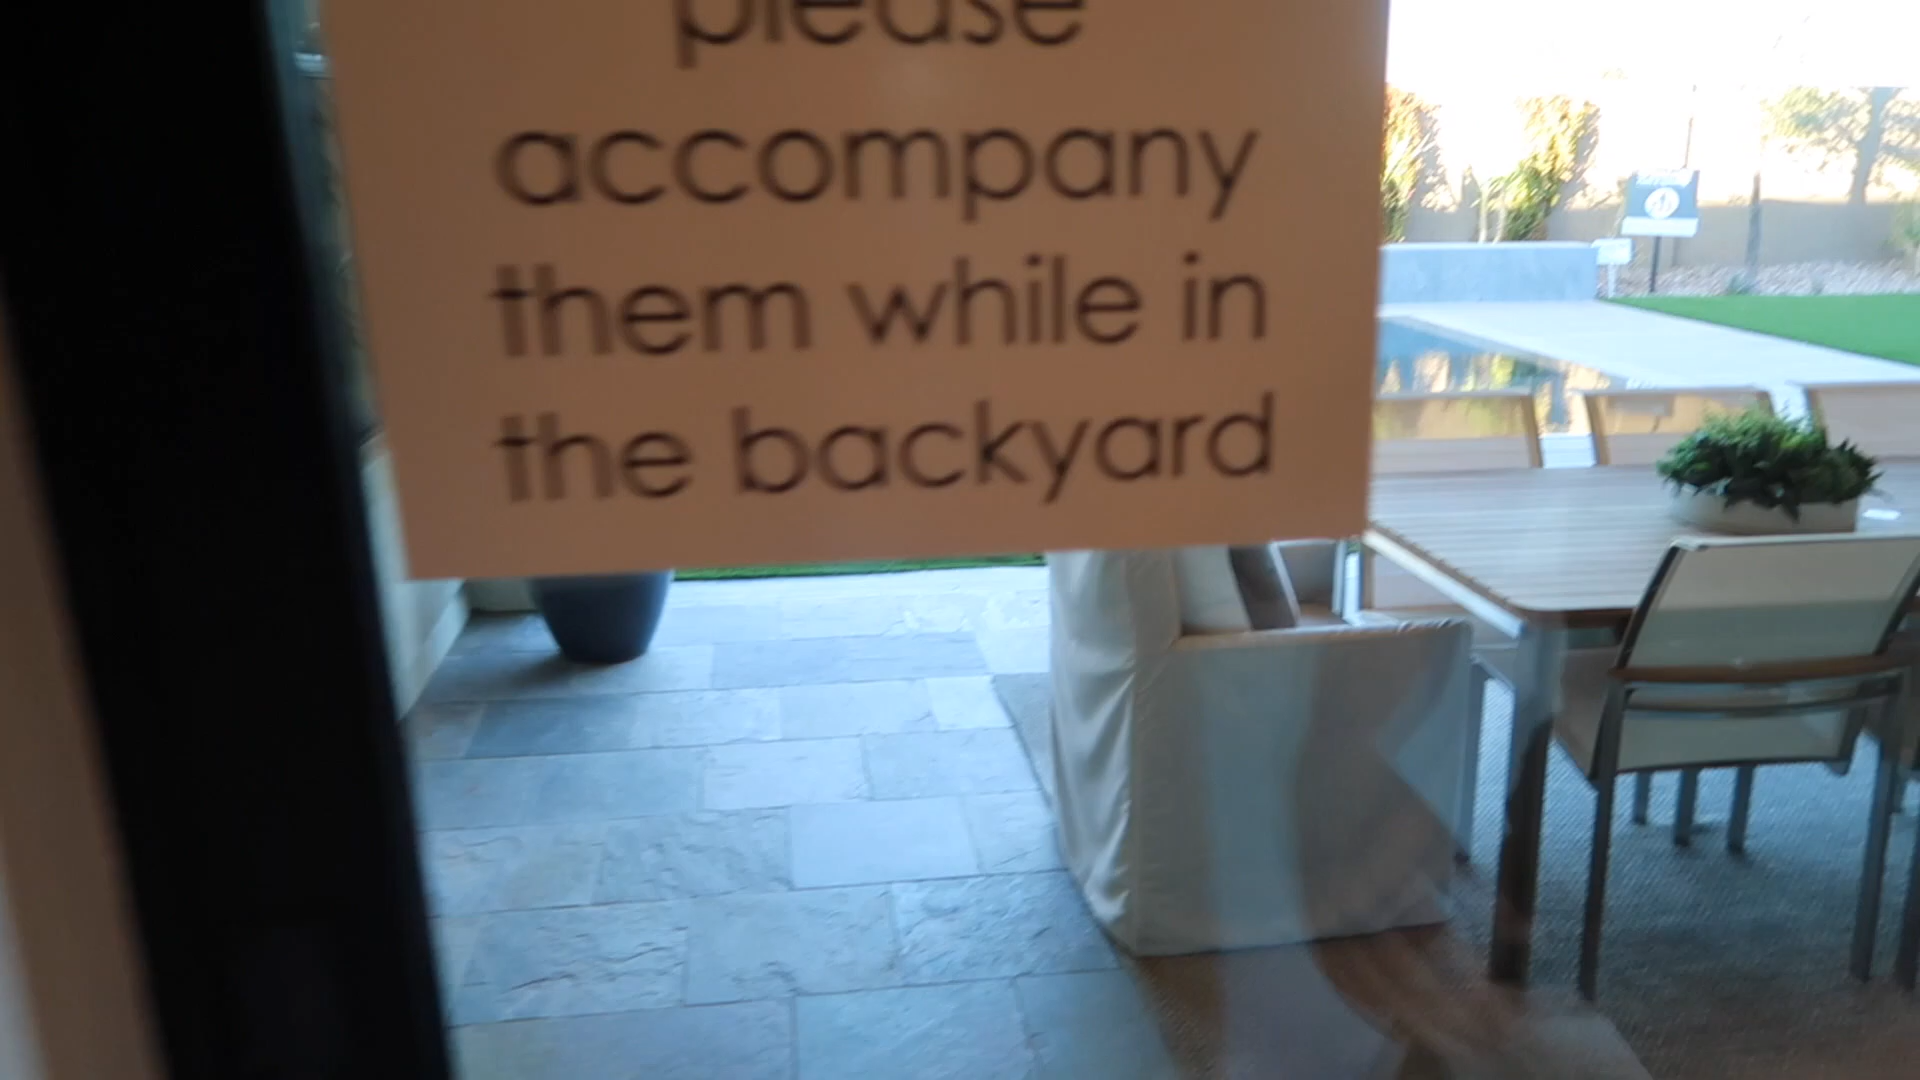 please
accompany
them while in
the backyard